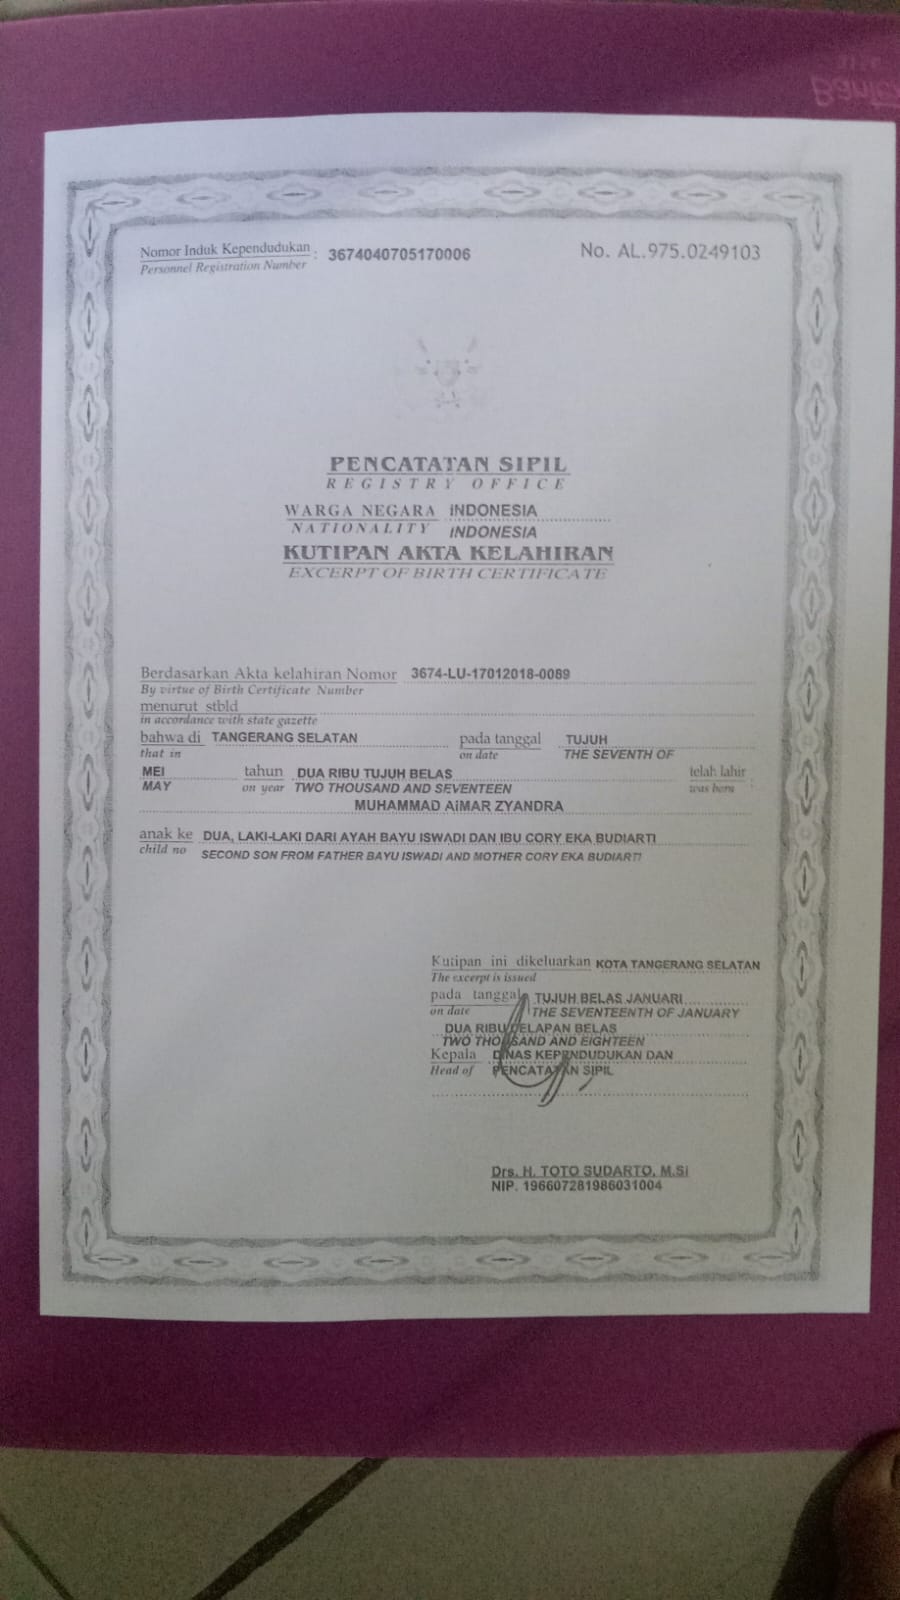 Nomor Induk Kependudukan : 3674040705170006 No. AL.975.0249103
Personnel Registration Number
PENCATATAN SIPIL
REGISTRY OFFICE
WARGA NEGARA INDONESIA
NATIONALITY INDONESIA
KUTIPAN AKTA KELAHIRAN
EXCERPT OF BIRTH CERTIFICATE
Berdasarkan Akta kelahiran Nomor 3674-LU-17012018-0089
By virtue of Birth Certificate Number
menurut stbld
in accordance with state gazette
bahwa di TANGERANG SELATAN pada tanggal TUJUH
that in on date THE SEVENTH OF
MEI tahun DUA RIBU TUJUH BELAS telah lahir
MAY on year TWO THOUSAND AND SEVENTEEN was born
MUHAMMAD AiMAR ZYANDRA
anak ke DUA, LAKI-LAKI DARI AYAH BAYU ISWADI DAN IBU CORY EKA BUDIARTI
child no SECOND SON FROM FATHER BAYU ISWADI AND MOTHER CORY EKA BUDIARTI
Kutipan ini dikeluarkan KOTA TANGERANG SELATAN
The excerpt is issued
pada tanggal TUJUH BELAS JANUARI
on date THE SEVENTEENTH OF JANUARY
DUA RIBU DELAPAN BELAS
TWO THOUSAND AND EIGHTEEN
Kepala DINAS KEPENDUDUKAN DAN
Head of PENCATATAN SIPIL
Drs. H. TOTO SUDARTO, M.Si
NIP. 196607281986031004